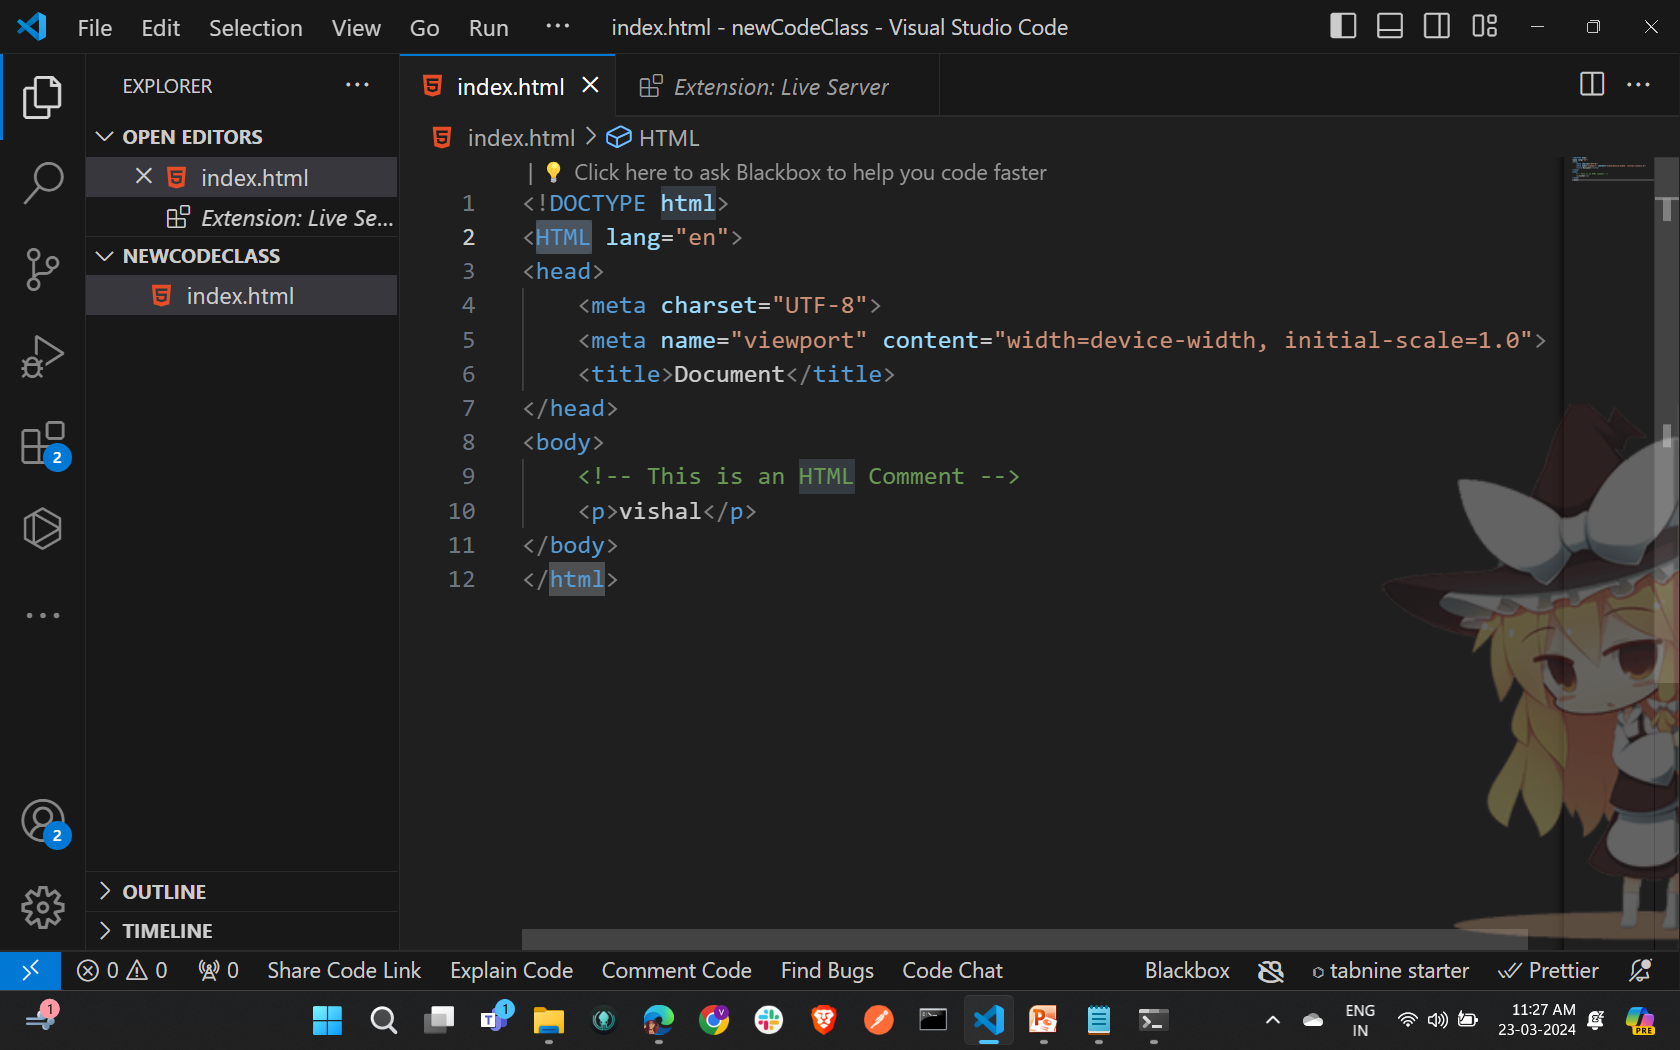 File Edit Selection View Go Run ··· index.html - newCodeClass - Visual Studio Code
EXPLORER ···
index.html
Extension: Live Server
OPEN EDITORS
index.html
Extension: Live Se...
NEWCODECLASS
index.html
OUTLINE
TIMELINE
index.html > HTML
| Click here to ask Blackbox to help you code faster
1 <!DOCTYPE html>
2 <HTML lang="en">
3 <head>
4 <meta charset="UTF-8">
5 <meta name="viewport" content="width=device-width, initial-scale=1.0">
6 <title>Document</title>
7 </head>
8 <body>
9 <!-- This is an HTML Comment -->
10 <p>vishal</p>
11 </body>
12 </html>
2
2
0 0 0 Share Code Link Explain Code Comment Code Find Bugs Code Chat Blackbox tabnine starter Prettier
1
1
V
PRE
ENG
IN
11:27 AM
23-03-2024